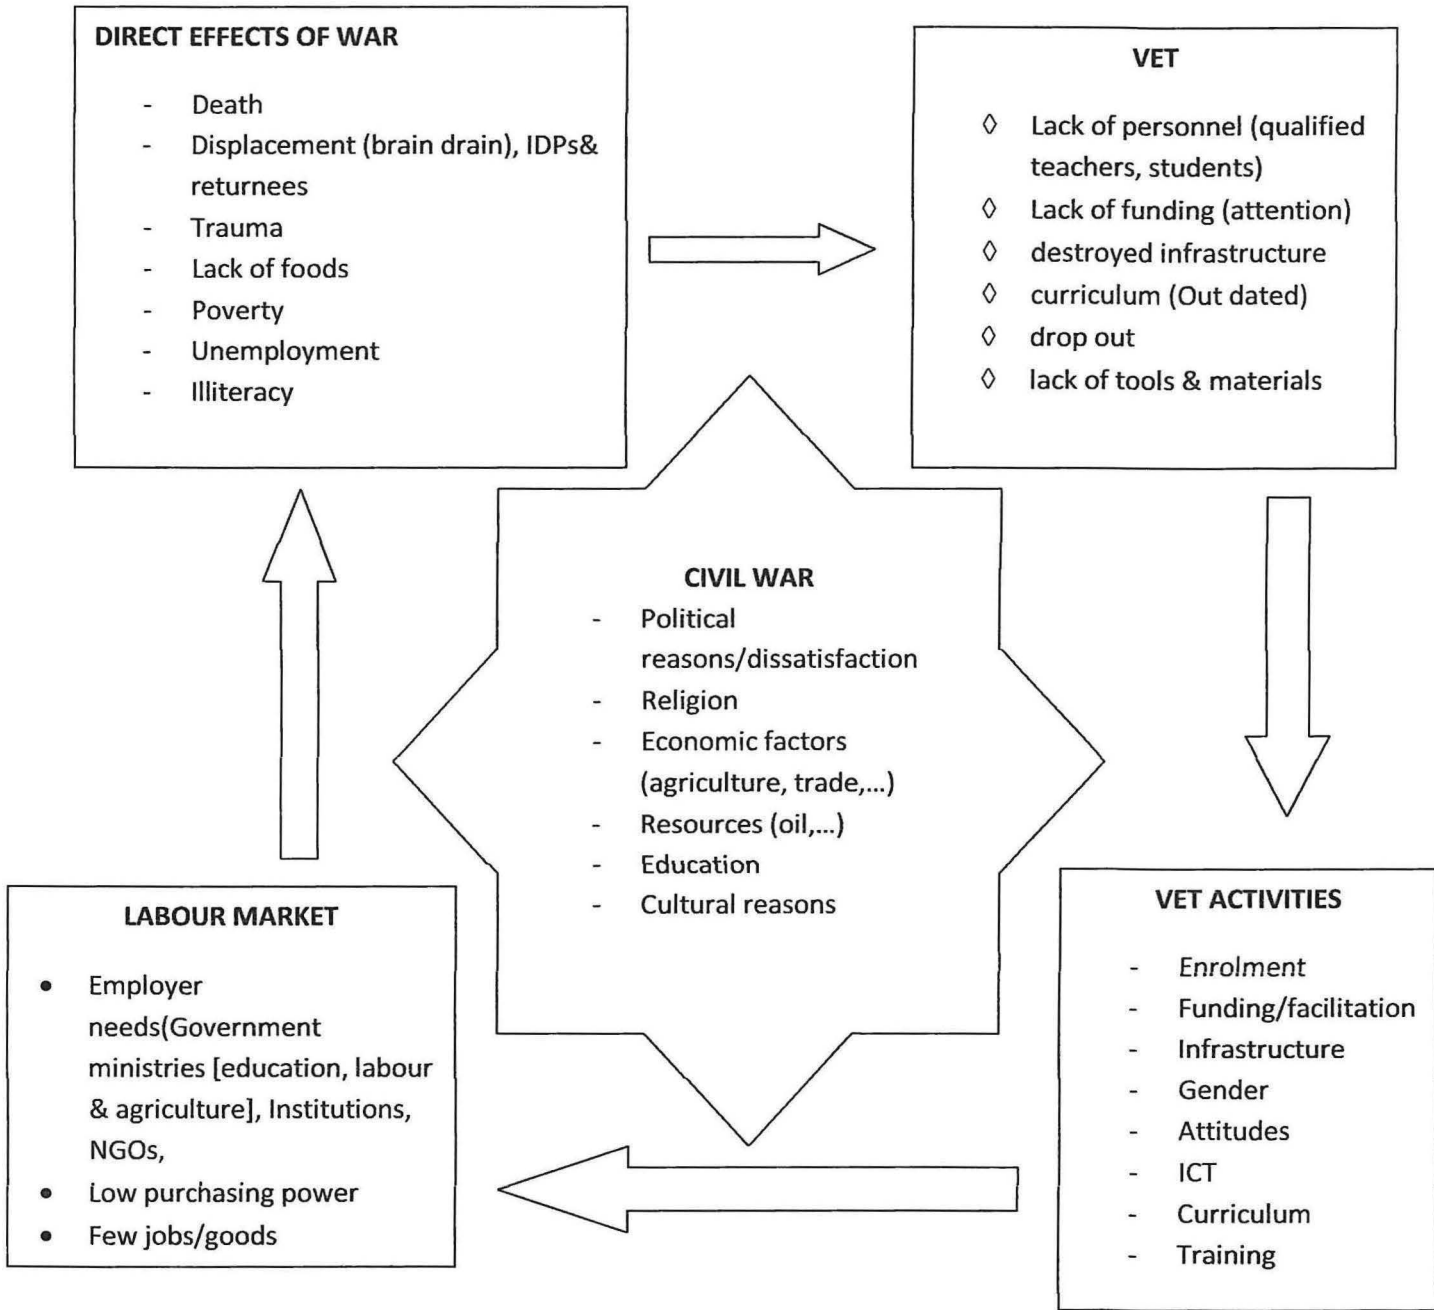 DIRECT EFFECTS OF WAR
- Death
- Displacement (brain drain), IDPs&
returnees
- Trauma
- Lack of foods
- Poverty
- Unemployment
- Illiteracy
VET
◊ Lack of personnel (qualified
teachers, students)
◊ Lack of funding (attention)
◊ destroyed infrastructure
◊ curriculum (Out dated)
◊ drop out
◊ lack of tools & materials
CIVIL WAR
- Political
reasons/dissatisfaction
- Religion
- Economic factors
(agriculture, trade,...)
- Resources (oil,...)
- Education
- Cultural reasons
LABOUR MARKET
• Employer
needs(Government
ministries [education, labour
& agriculture], Institutions,
NGOs,
• Low purchasing power
• Few jobs/goods
VET ACTIVITIES
- Enrolment
- Funding/facilitation
- Infrastructure
- Gender
- Attitudes
- ICT
- Curriculum
- Training